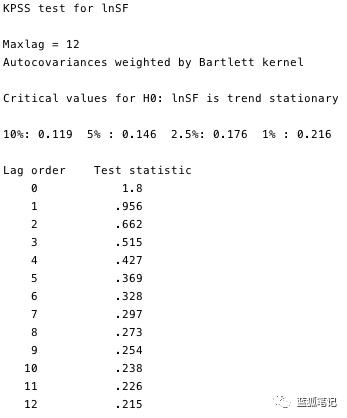 KPSS test for lnSF
Maxlag = 12
Autocovariances weighted by Bartlett kernel
Critical values for H0: lnSF is trend stationary
10%: 0.119  5% : 0.146  2.5%: 0.176  1% : 0.216
Lag order    Test statistic
0    1.8
1    .956
2    .662
3    .515
4    .427
5    .369
6    .328
7    .297
8    .273
9    .254
10    .238
11    .226
12    .215
蓝狐笔记